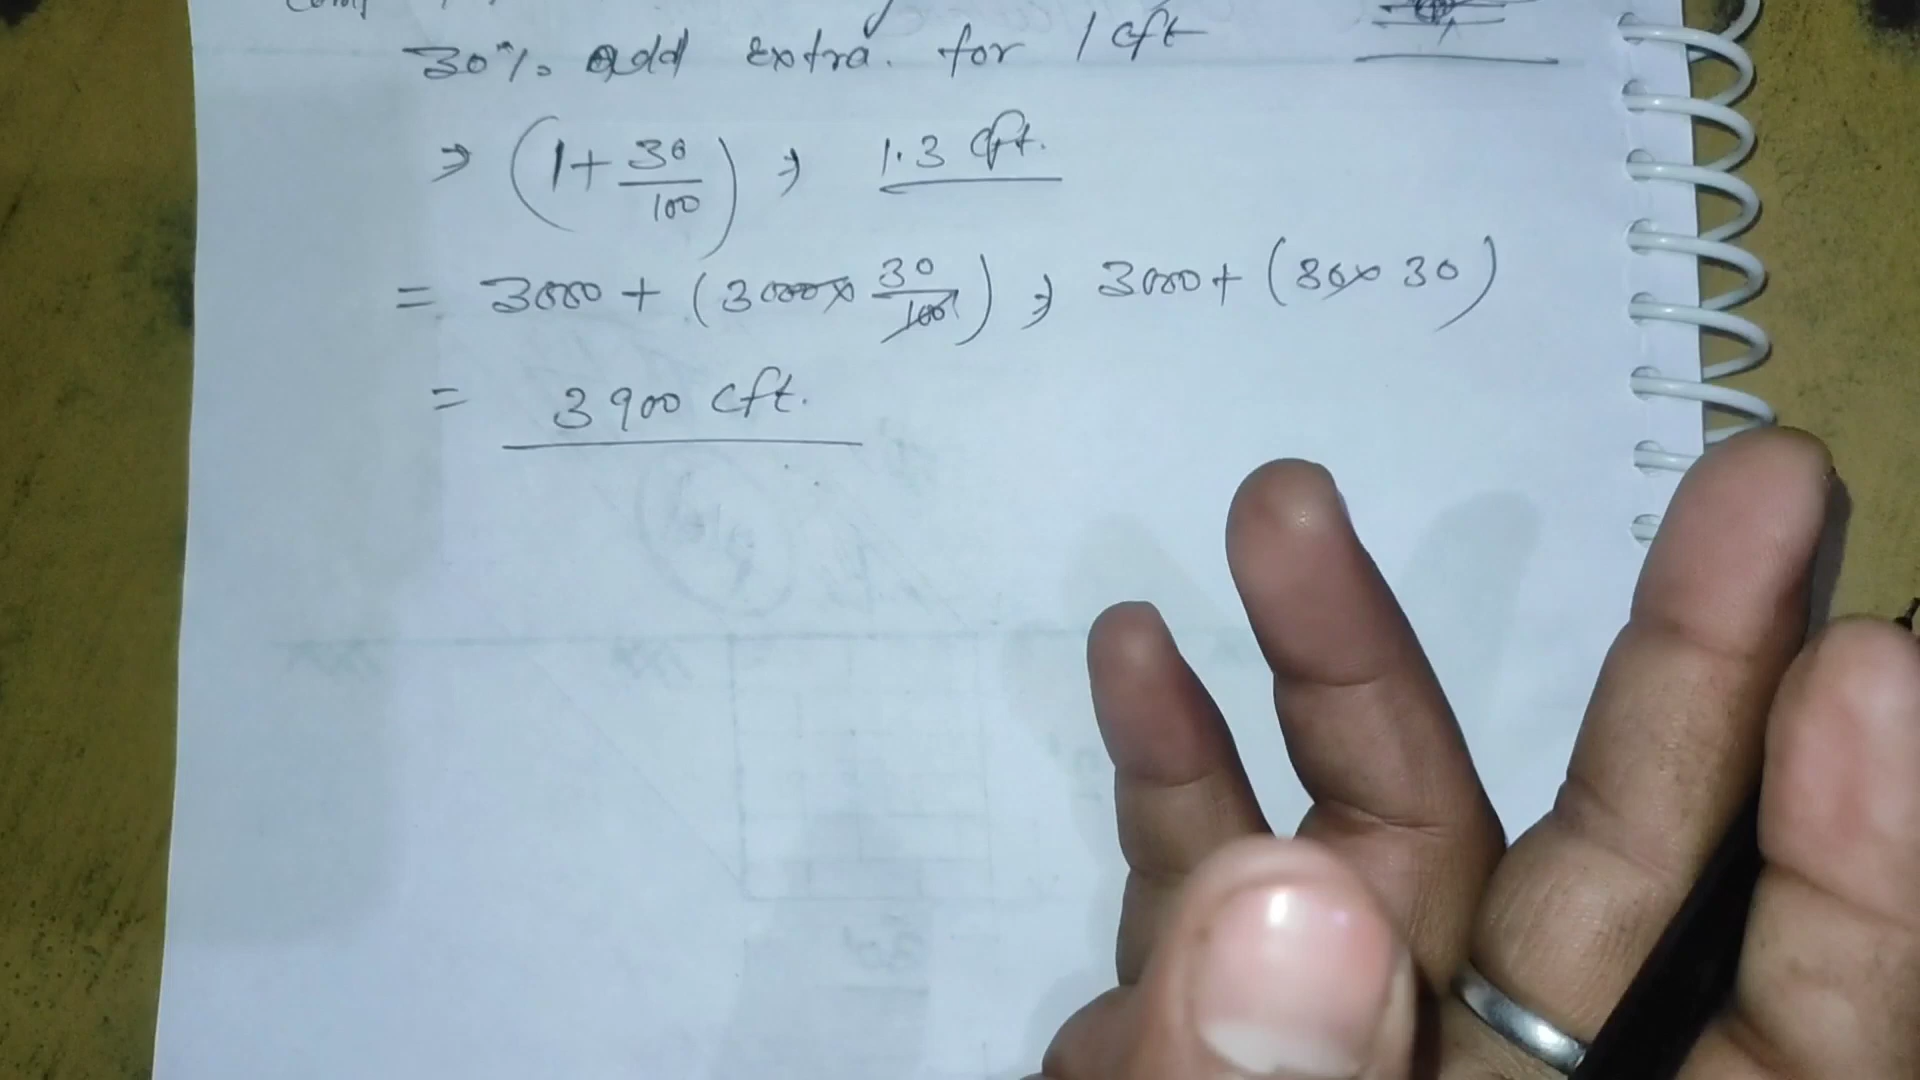 30% add extra. for 1 cft
⇒ (1 + 30/100) ⇒ 1.3 cft.
= 3000 + (3000 × 30/100) ⇒ 3000 + (30 × 30)
= 3900 cft.